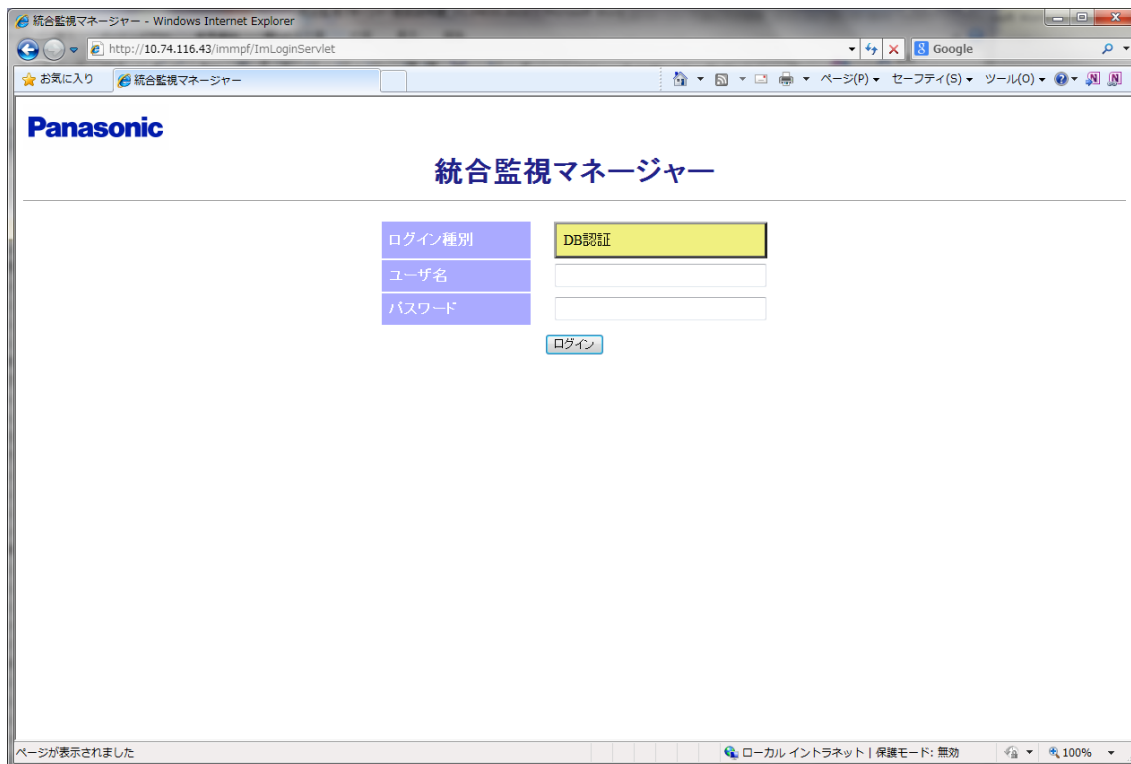 統合監視マネージャー - Windows Internet Explorer
http://10.74.116.43/immpf/ImLoginServlet
Google
お気に入り
統合監視マネージャー
ページ(P)
セーフティ(S)
ツール(O)
Panasonic
統合監視マネージャー
ログイン種別
DB認証
ユーザ名
パスワード
ログイン
ページが表示されました
ローカル イントラネット | 保護モード: 無効
100%